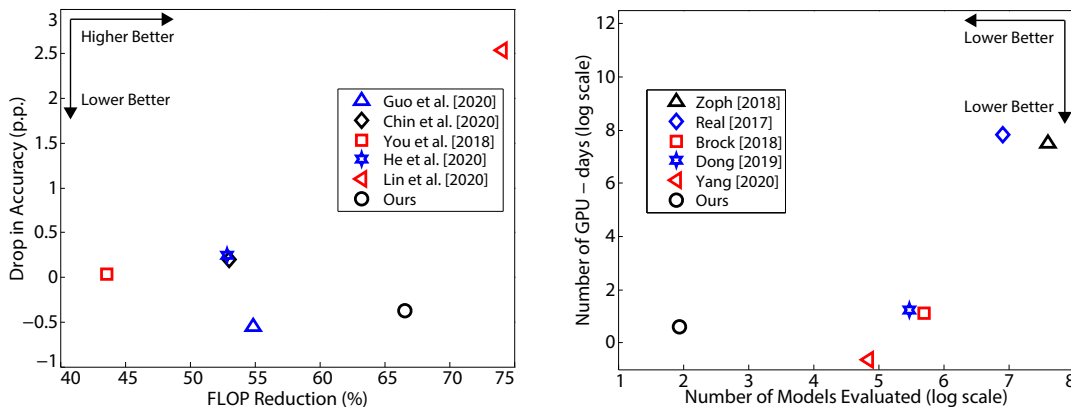 3
2.5
2
1.5
1
0.5
0
−0.5
−1
Drop in Accuracy (p.p.)
Higher Better
Lower Better
Guo et al. [2020]
Chin et al. [2020]
You et al. [2018]
He et al. [2020]
Lin et al. [2020]
Ours
40 45 50 55 60 65 70 75
FLOP Reduction (%)
12
10
8
6
4
2
0
Number of GPU − days (log scale)
Lower Better
Lower Better
Zoph [2018]
Real [2017]
Brock [2018]
Dong [2019]
Yang [2020]
Ours
1 2 3 4 5 6 7 8
Number of Models Evaluated (log scale)